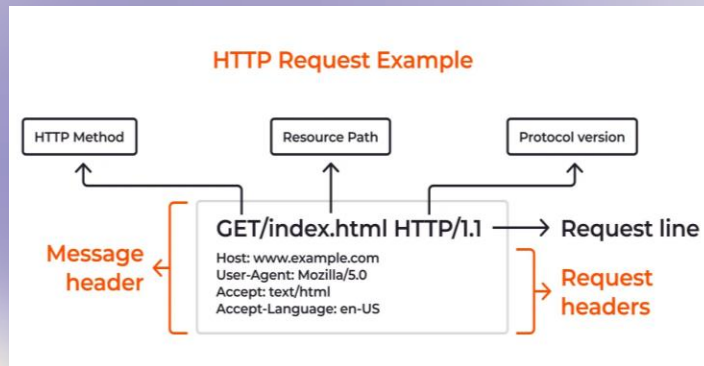 HTTP Request Example
HTTP Method
Resource Path
Protocol version
GET/index.html HTTP/1.1
Request line
Message
header
Host: www.example.com
User-Agent: Mozilla/5.0
Accept: text/html
Accept-Language: en-US
Request
headers